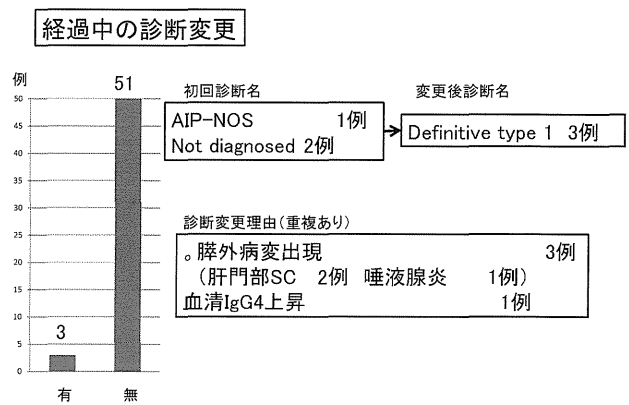 経過中の診断変更
例
50
45
40
35
30
25
20
15
10
5
0
3
51
有
無
初回診断名
AIP-NOS 1例
Not diagnosed 2例
変更後診断名
Definitive type 1 3例
診断変更理由(重複あり)
。膵外病変出現 3例
(肝門部SC 2例 唾液腺炎 1例)
血清IgG4上昇 1例